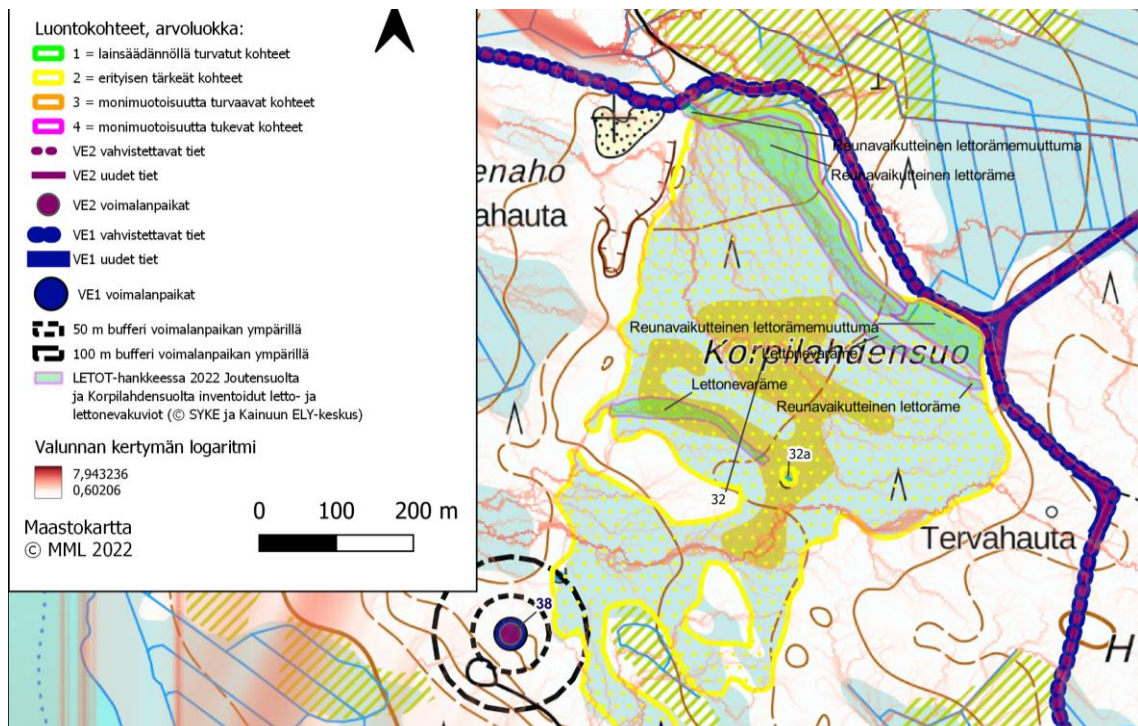 Luontokohteet, arvoluokka:
1 = lainsäädännöllä turvatut kohteet
2 = erityisen tärkeät kohteet
3 = monimuotoisuutta turvaavat kohteet
4 = monimuotoisuutta tukevat kohteet
VE2 vahvistettavat tiet
VE2 uudet tiet
VE2 voimalanpaikat
VE1 vahvistettavat tiet
VE1 uudet tiet
VE1 voimalanpaikat
50 m bufferi voimalanpaikan ympärillä
100 m bufferi voimalanpaikan ympärillä
LETOT-hankkeessa 2022 Joutensuolta
ja Korpilahdensuolta inventoidut letto- ja
lettonevakuviot (© SYKE ja Kainuun ELY-keskus)
Valunnan kertymän logaritmi
7,943236
0,60206
Maastokartta
© MML 2022
0 100 200 m
Reunavaikutteinen lettorämemuuttuma
Reunavaikutteinen lettoräme
enaho
ahauta
Reunavaikutteinen lettorämemuuttuma
Korpilahdensuo
Lettonevaräme
Lettonevaräme
Reunavaikutteinen lettoräme
32a
32
Tervahauta
38
H